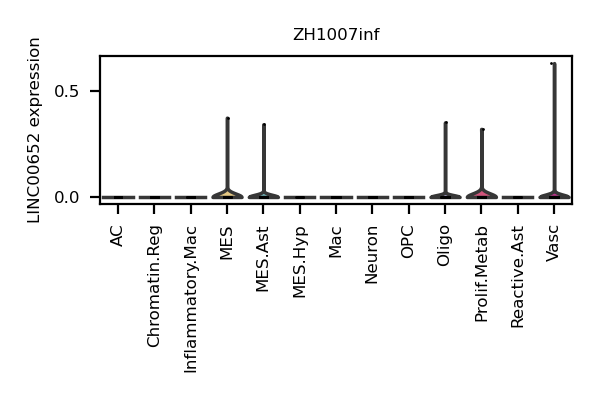 ZH1007inf
LINC00652 expression
0.5
0.0
AC
Chromatin.Reg
Inflammatory.Mac
MES
MES.Ast
MES.Hyp
Mac
Neuron
OPC
Oligo
Prolif.Metab
Reactive.Ast
Vasc